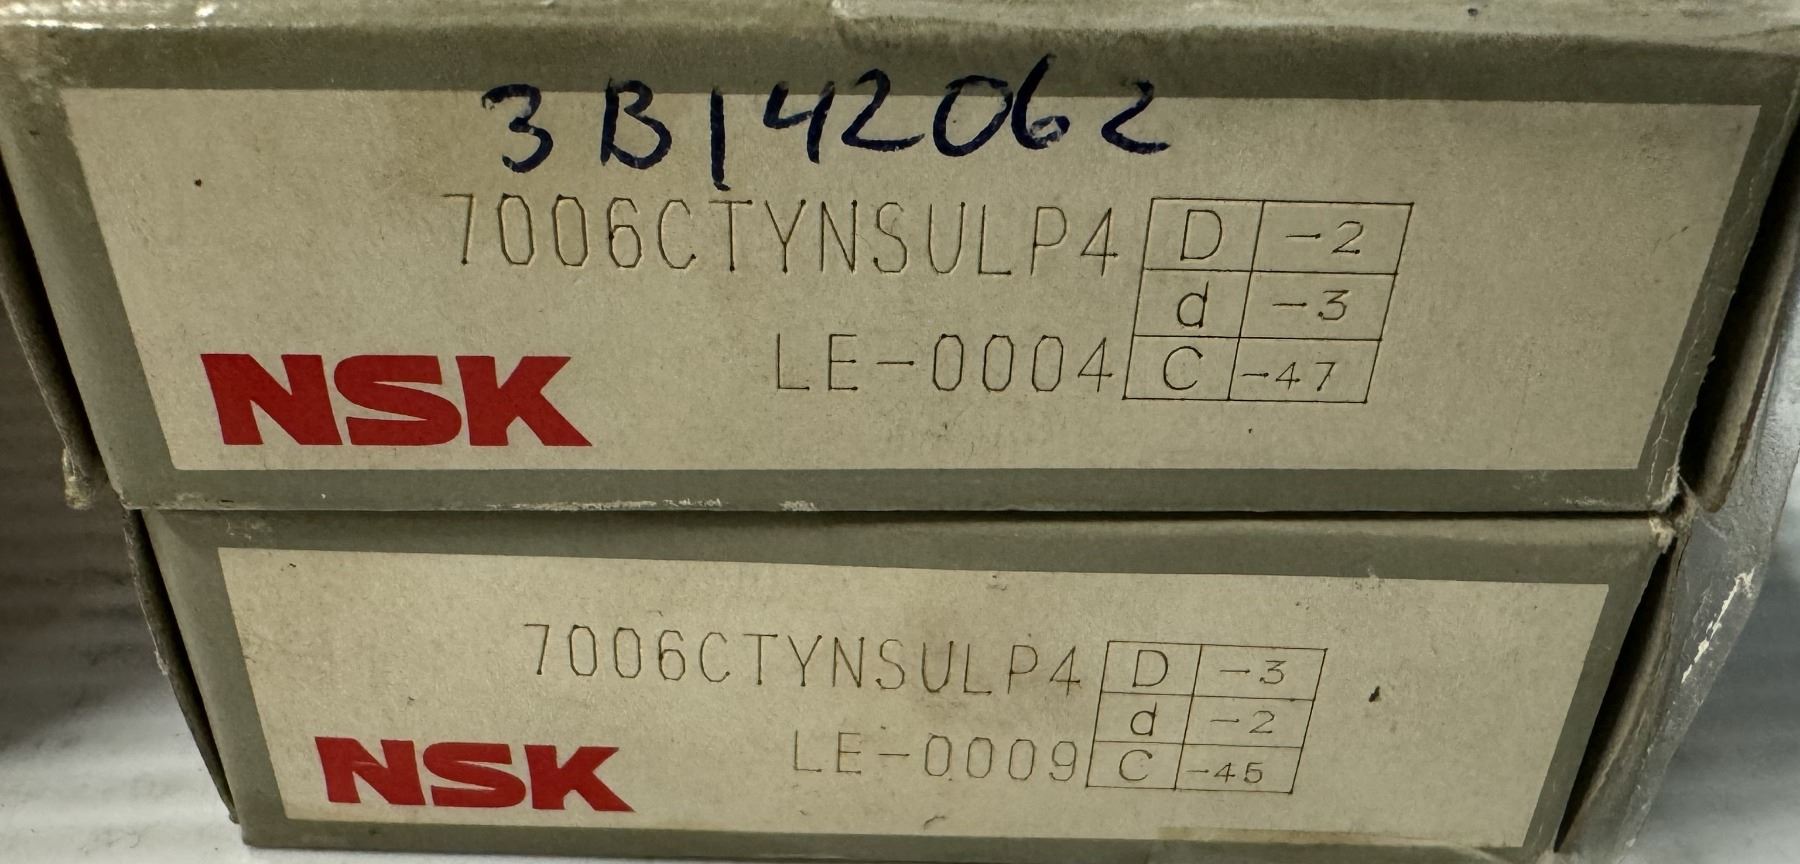 3B142062
7006CTYNSULP4
D -2
d -3
LE-0004
C -47
NSK
7006CTYNSULP4
D -3
d -2
LE-0009
C -45
NSK